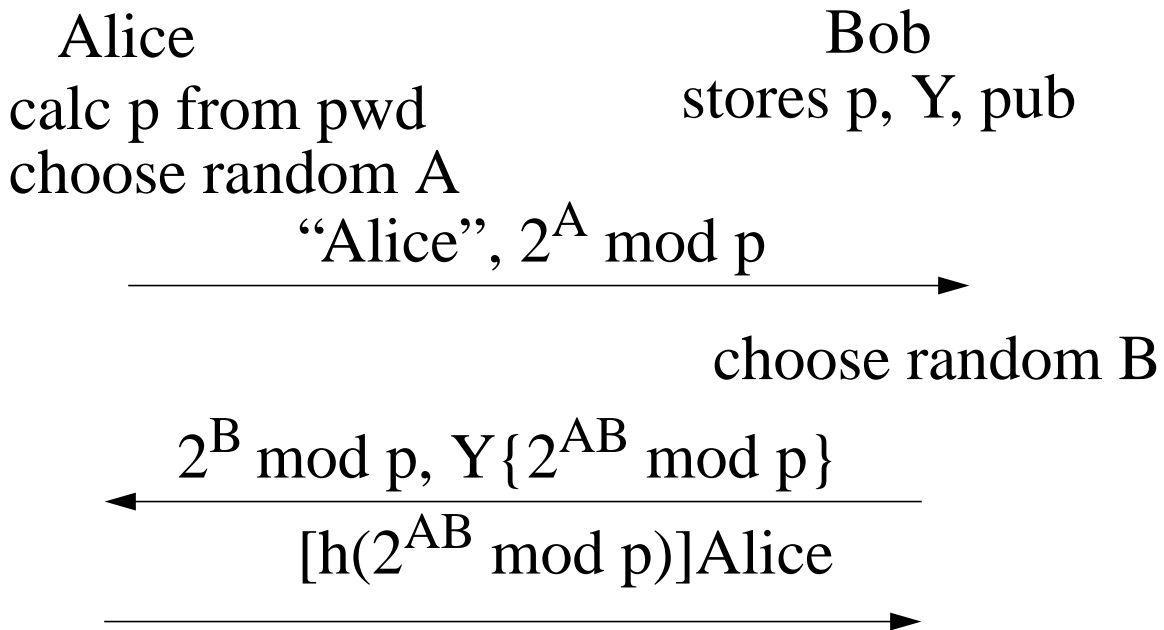 Alice
Bob
calc p from pwd
stores p, Y, pub
choose random A
“Alice”, 2^A mod p
choose random B
2^B mod p, Y{2^AB mod p}
[h(2^AB mod p)]Alice